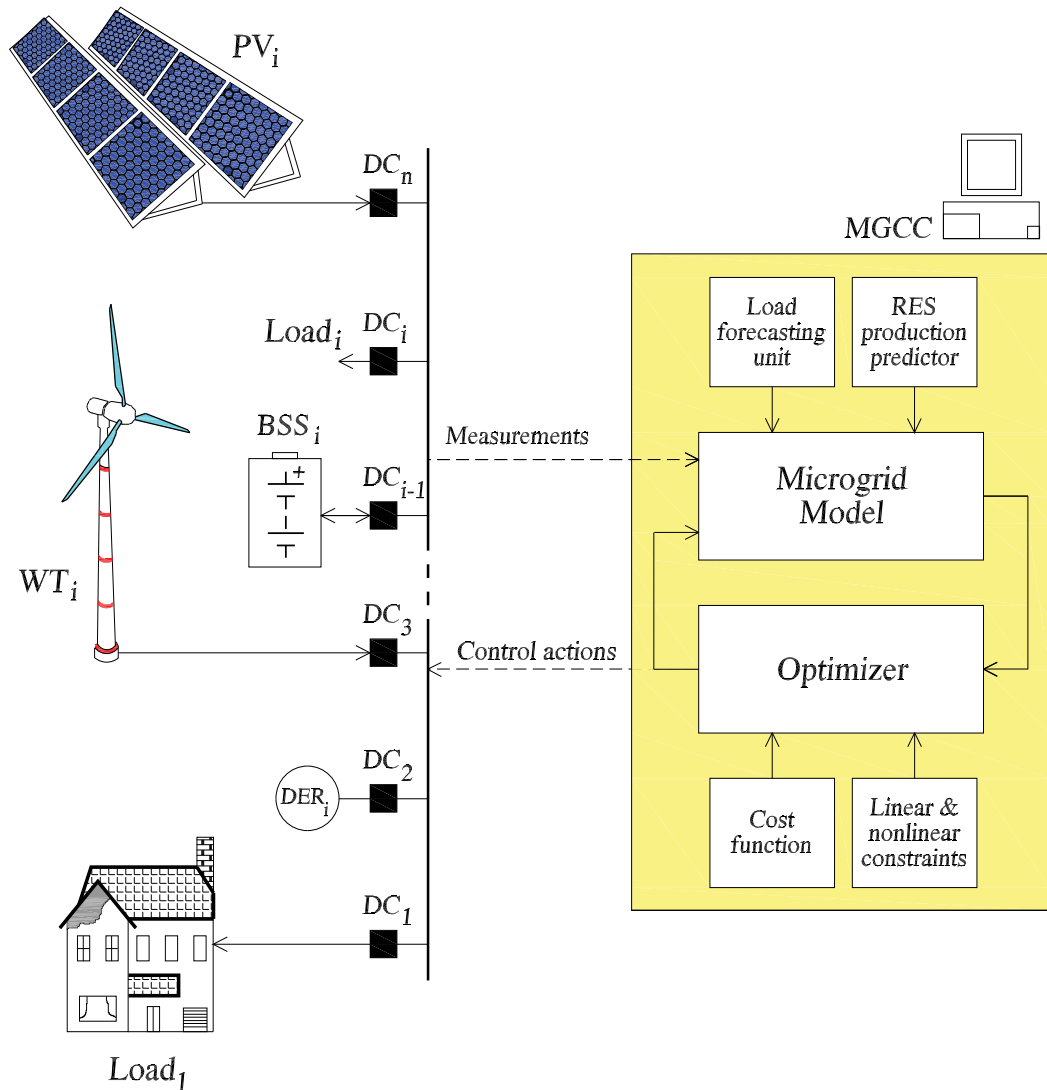 PVᵢ
DCₙ
MGCC
Load
forecasting
unit
RES
production
predictor
Loadᵢ
DCᵢ
BSSᵢ
+
DCᵢ₋₁
Measurements
Microgrid
Model
WTᵢ
DC₃
Control actions
Optimizer
DC₂
DERᵢ
Cost
function
Linear &
nonlinear
constraints
DC₁
Load₁